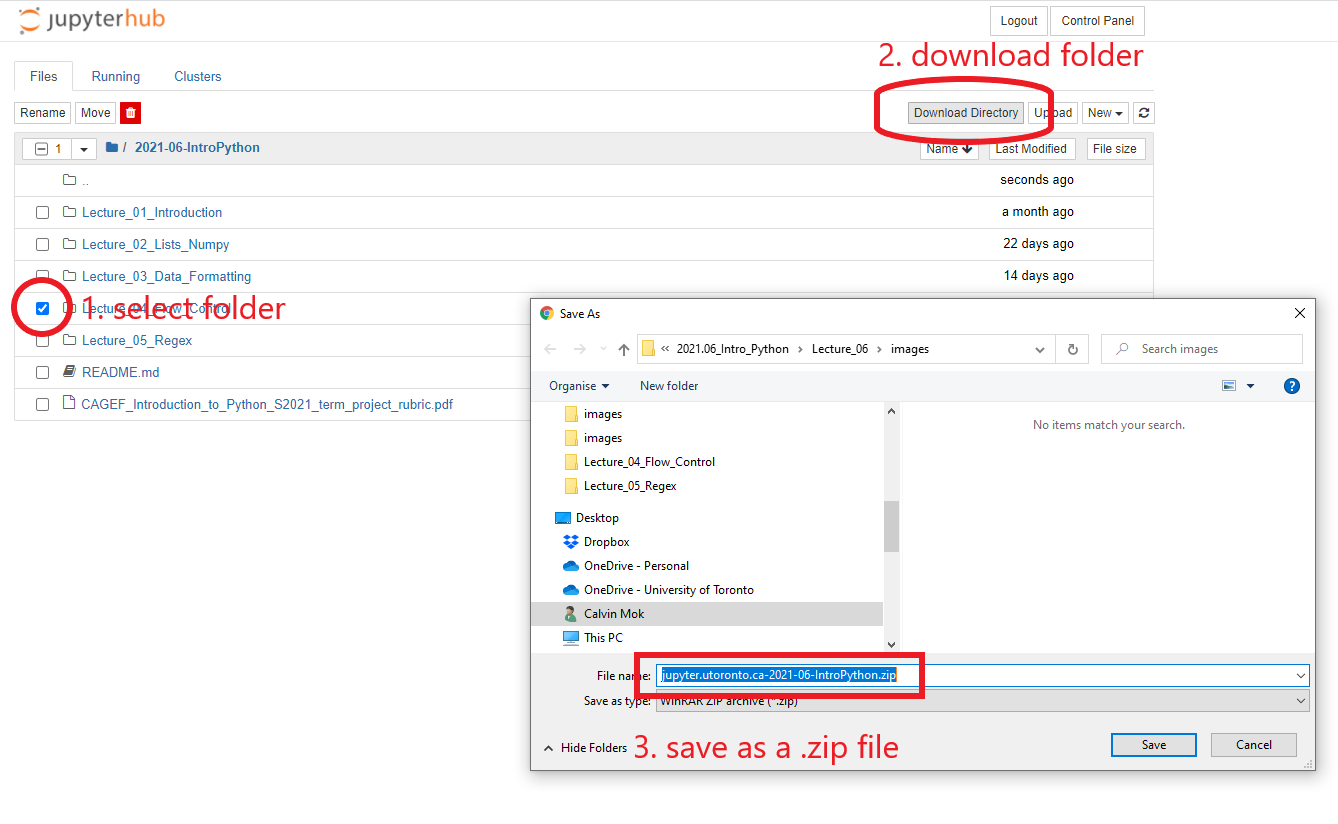 jupyterhub
Logout Control Panel
2. download folder
Files Running Clusters
Rename Move Download Directory Upload New
1 / 2021-06-IntroPython Name Last Modified File size
.. seconds ago
Lecture_01_Introduction a month ago
Lecture_02_Lists_Numpy 22 days ago
Lecture_03_Data_Formatting 14 days ago
Lecture_04_Flow_Control
1. select folder
Lecture_05_Regex
README.md
CAGEF_Introduction_to_Python_S2021_term_project_rubric.pdf
Save As
« 2021.06_Intro_Python › Lecture_06 › images Search images
Organise New folder ?
images
images
Lecture_04_Flow_Control
Lecture_05_Regex
Desktop
Dropbox
OneDrive - Personal
OneDrive - University of Toronto
Calvin Mok
This PC
No items match your search.
File name: jupyter.utoronto.ca-2021-06-IntroPython.zip
Save as type: WinRAR ZIP archive (*.zip)
Hide Folders Save Cancel
3. save as a .zip file